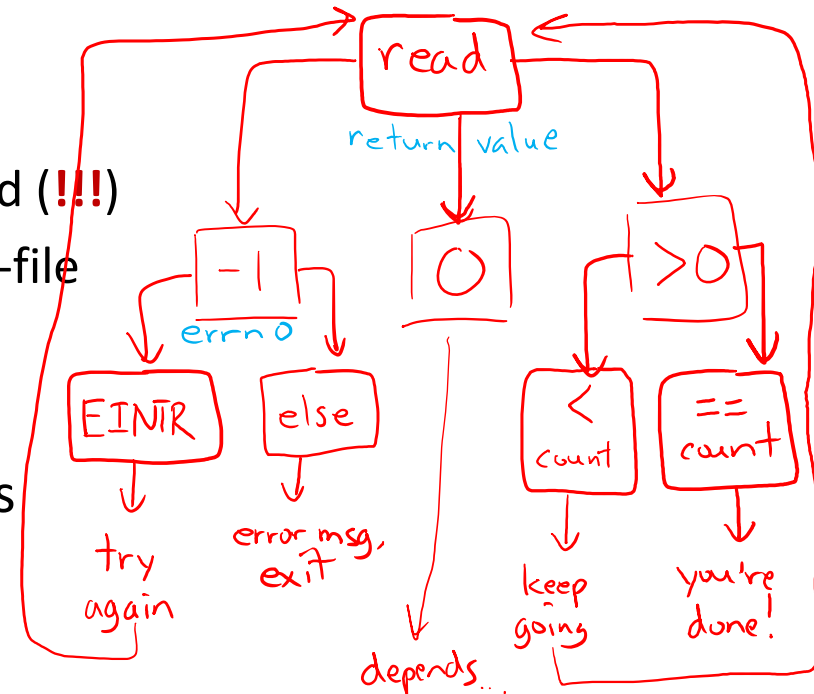 read
return value
d (!!!)
-file
-1
0
>0
errno
EINTR
else
<
count
==
count
s
try
again
error msg,
exit
keep
going
you're
done!
depends...